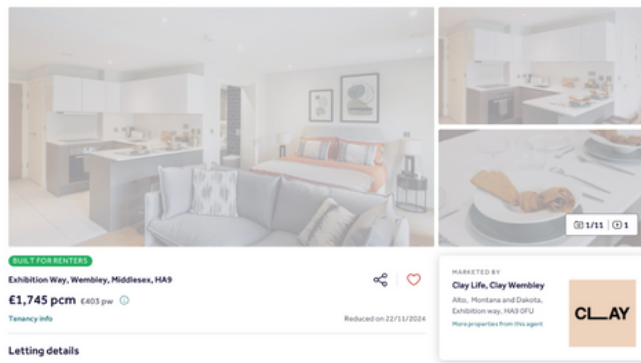 1/11 1
BUILT FOR RENTERS
Exhibition Way, Wembley, Middlesex, HA9
£1,745 pcm £403 pw
Tenancy info
Reduced on 22/11/2024
Letting details
MARKETED BY
Clay Life, Clay Wembley
Alto, Montana and Dakota,
Exhibition way, HA9 0FU
More properties from this agent
CL_AY